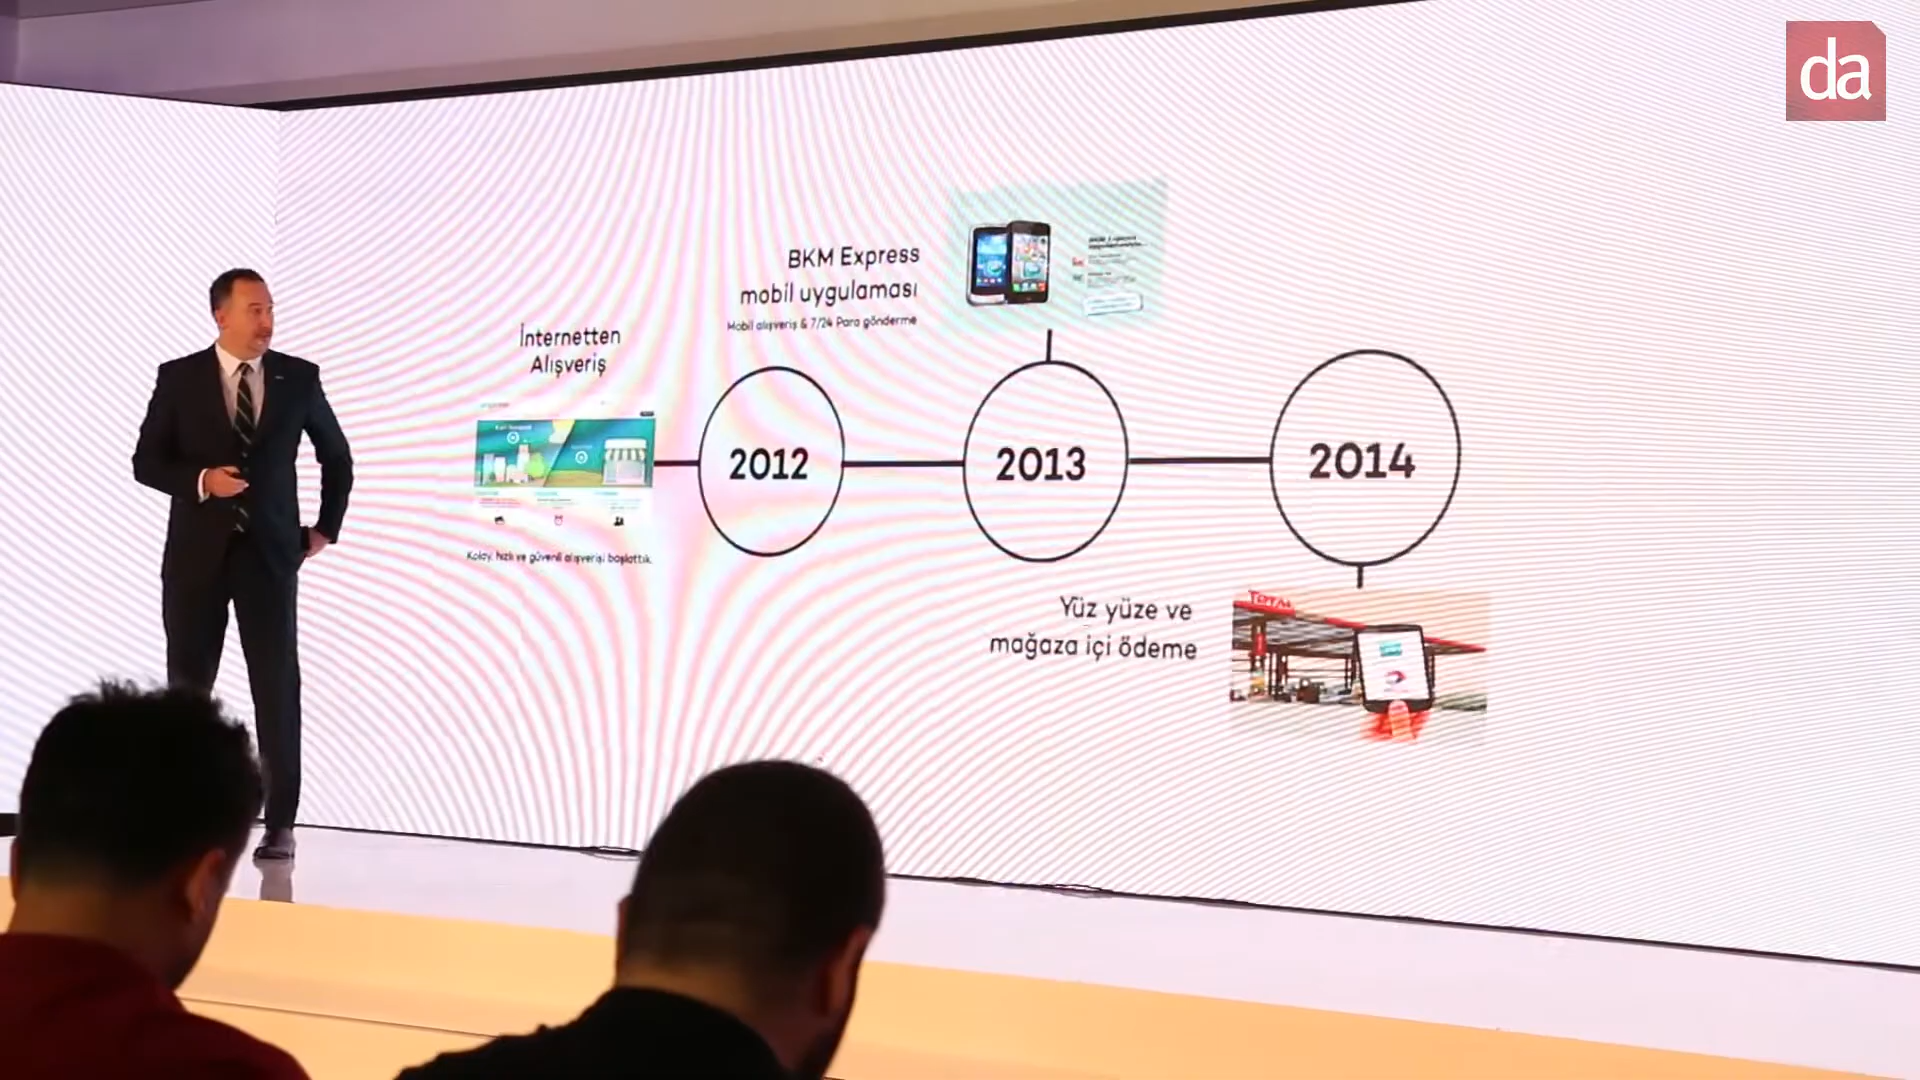 da
BKM Express
mobil uygulaması
Mobil alışveriş & 7/24 Para gönderme
İnternetten
Alışveriş
Kolay, hızlı ve güvenli alışverişi başlattık.
2012
2013
2014
Yüz yüze ve
mağaza içi ödeme
TOTAL